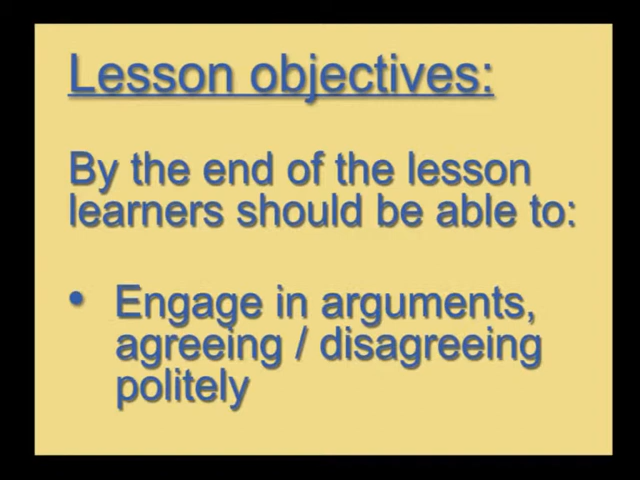 Lesson objectives:
By the end of the lesson
learners should be able to:
• Engage in arguments,
agreeing / disagreeing
politely